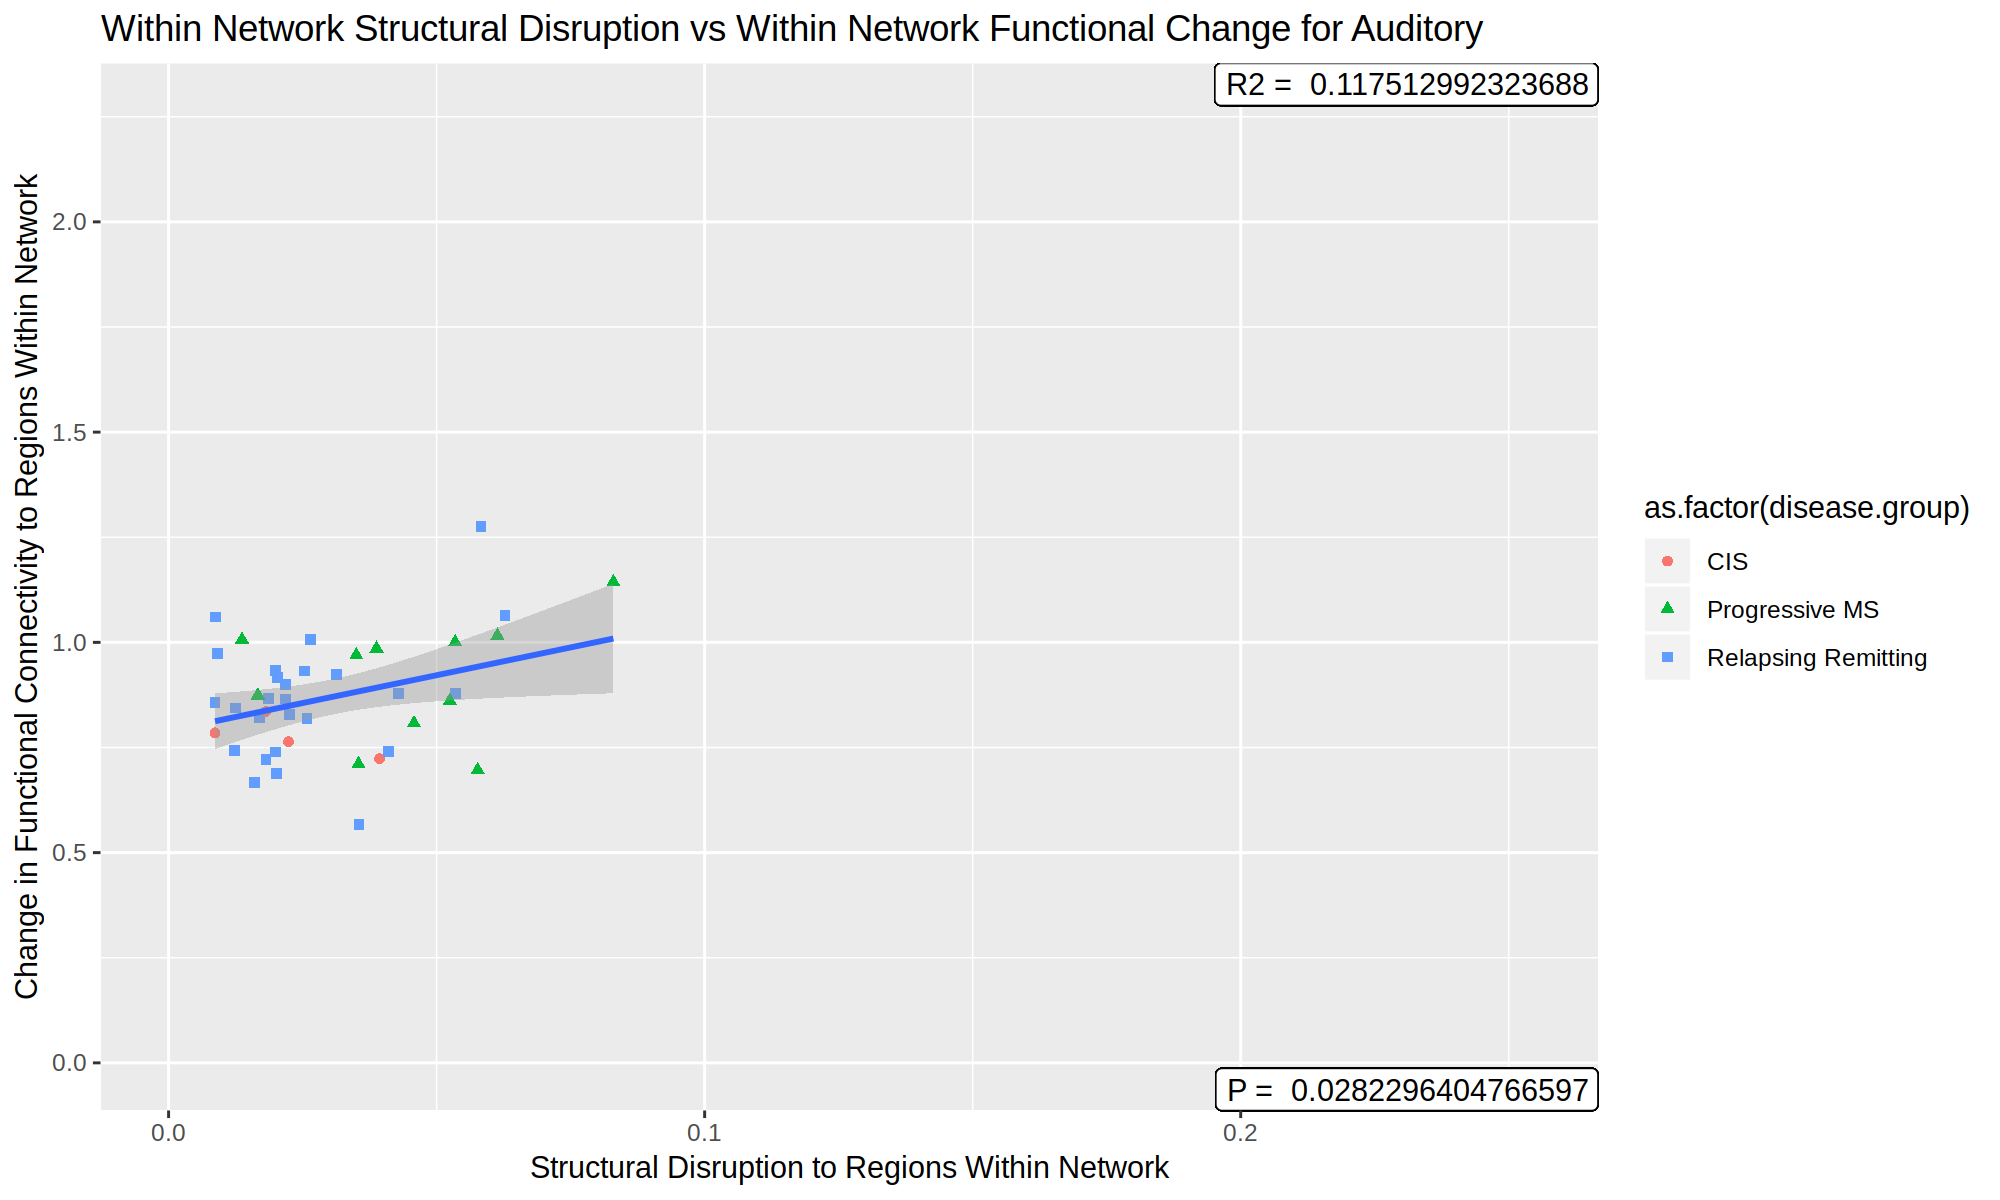 Within Network Structural Disruption vs Within Network Functional Change for Auditory
R2 =  0.117512992323688
Change in Functional Connectivity to Regions Within Network
2.0
1.5
1.0
0.5
0.0
as.factor(disease.group)
CIS
Progressive MS
Relapsing Remitting
P =  0.0282296404766597
0.0
0.1
0.2
Structural Disruption to Regions Within Network